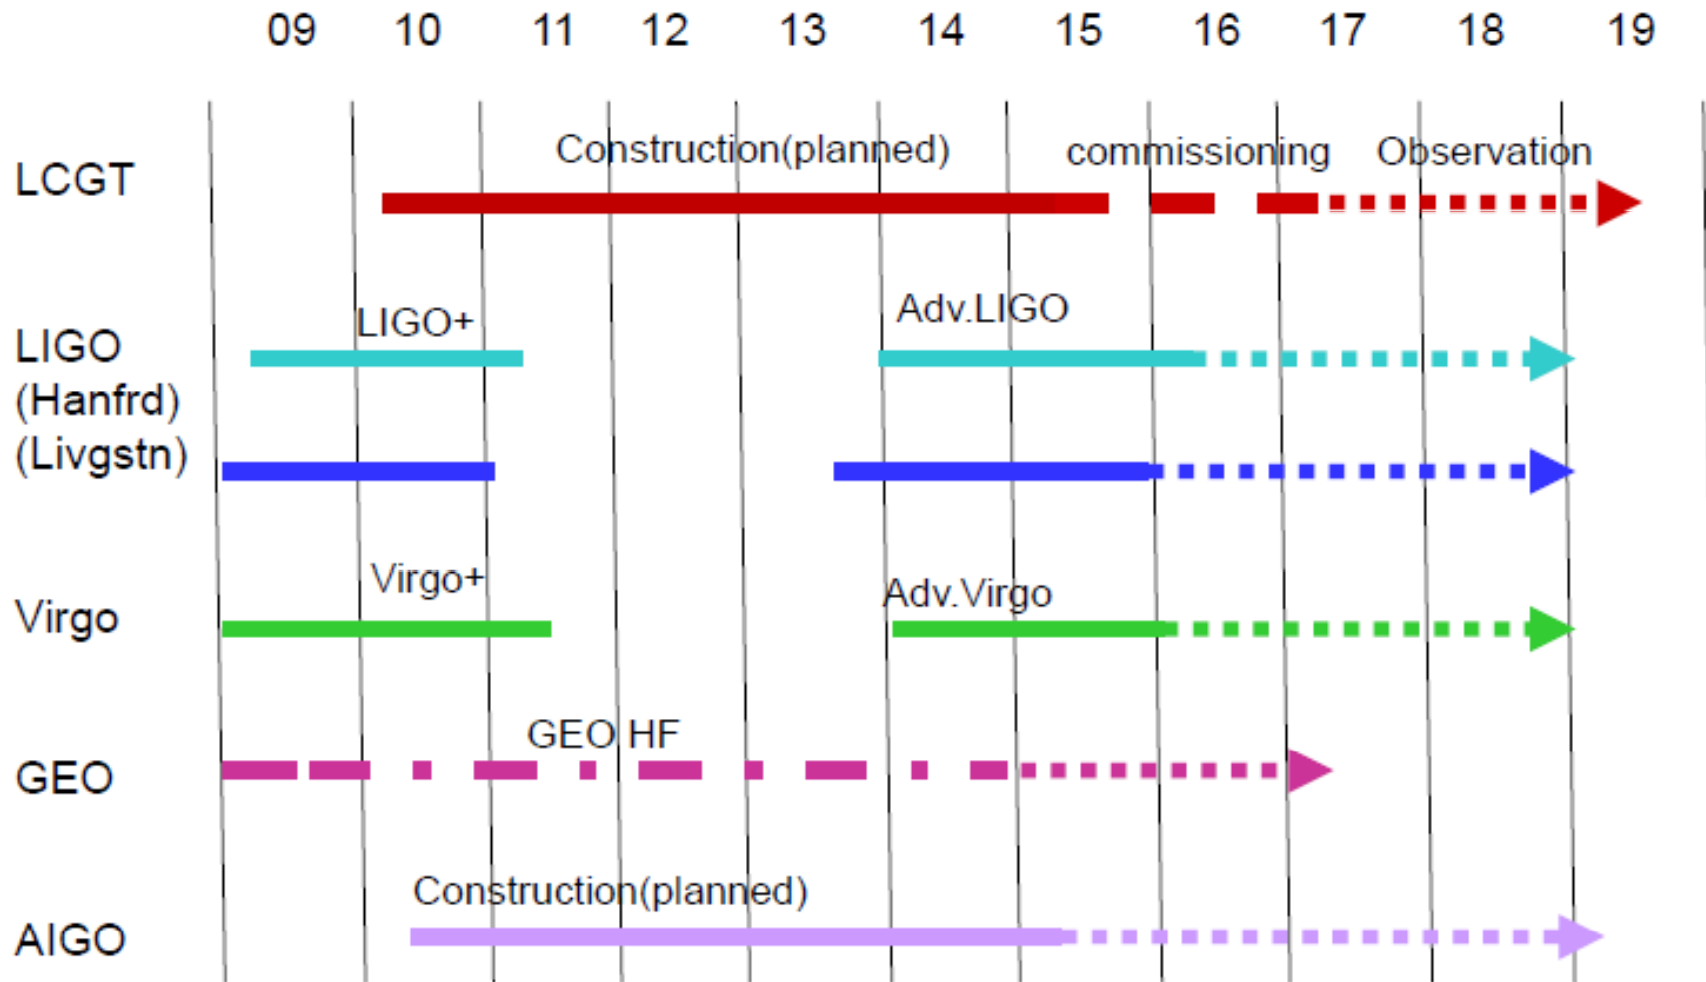 09 10 11 12 13 14 15 16 17 18 19
Construction(planned) commissioning Observation
LCGT
LIGO+ Adv.LIGO
LIGO
(Hanfrd)
(Livgstn)
Virgo+ Adv.Virgo
Virgo
GEO HF
GEO
Construction(planned)
AIGO